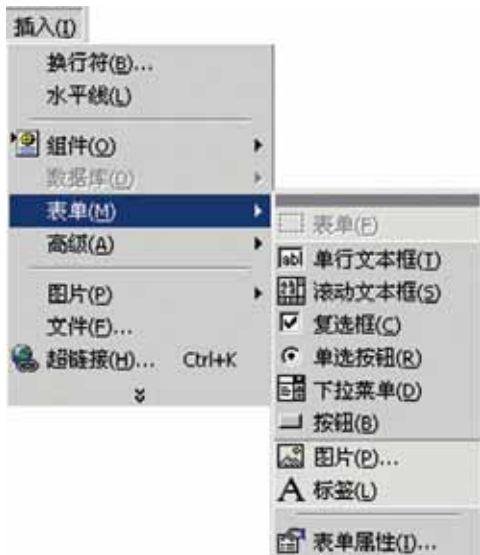 插入(I)
换行符(B)...
水平线(L)
组件(O)
数据库(D)
表单(M)
高级(A)
图片(P)
文件(F)...
超链接(H)... Ctrl+K
表单(F)
abl 单行文本框(T)
滚动文本框(S)
复选框(C)
单选按钮(R)
下拉菜单(D)
按钮(B)
图片(P)...
A 标签(L)
表单属性(I)...